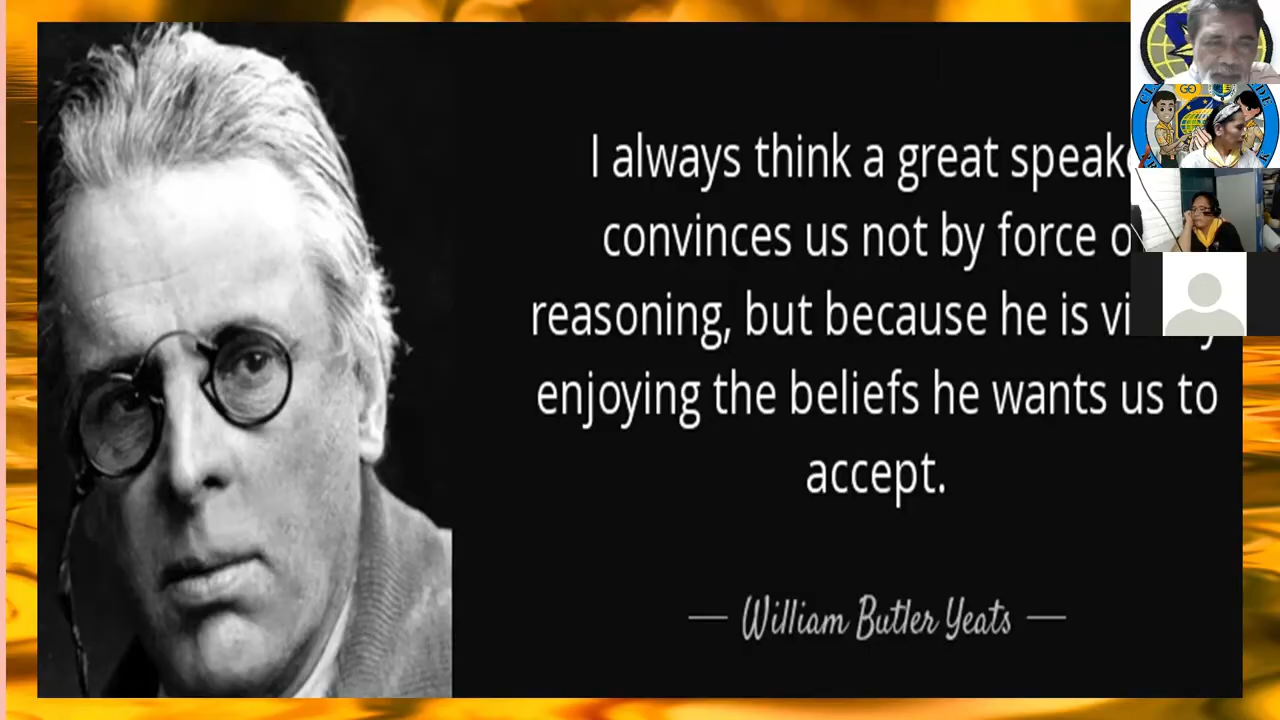 I always think a great
convinces us not by force
reasoning, but because he is
enjoying the beliefs he wants us to
accept.
— William Butler Yeats —